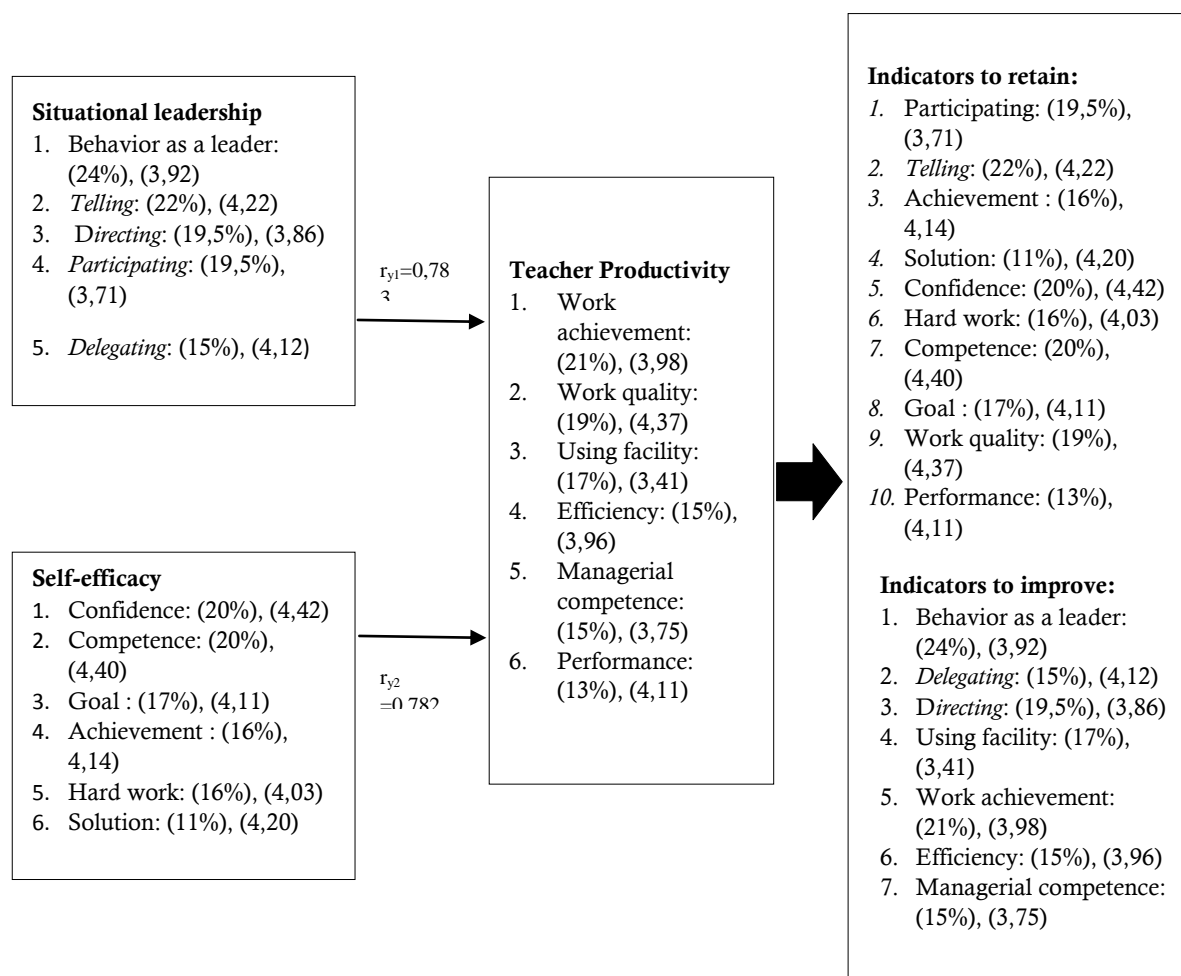 Situational leadership
1. Behavior as a leader:
(24%), (3,92)
2. Telling: (22%), (4,22)
3. Directing: (19,5%), (3,86)
4. Participating: (19,5%),
(3,71)
5. Delegating: (15%), (4,12)
Self-efficacy
1. Confidence: (20%), (4,42)
2. Competence: (20%),
(4,40)
3. Goal : (17%), (4,11)
4. Achievement : (16%),
4,14)
5. Hard work: (16%), (4,03)
6. Solution: (11%), (4,20)
ry1=0,78
3
ry2
=0,782
Teacher Productivity
1. Work
achievement:
(21%), (3,98)
2. Work quality:
(19%), (4,37)
3. Using facility:
(17%), (3,41)
4. Efficiency: (15%),
(3,96)
5. Managerial
competence:
(15%), (3,75)
6. Performance:
(13%), (4,11)
Indicators to retain:
1. Participating: (19,5%),
(3,71)
2. Telling: (22%), (4,22)
3. Achievement : (16%),
4,14)
4. Solution: (11%), (4,20)
5. Confidence: (20%), (4,42)
6. Hard work: (16%), (4,03)
7. Competence: (20%),
(4,40)
8. Goal : (17%), (4,11)
9. Work quality: (19%),
(4,37)
10. Performance: (13%),
(4,11)
Indicators to improve:
1. Behavior as a leader:
(24%), (3,92)
2. Delegating: (15%), (4,12)
3. Directing: (19,5%), (3,86)
4. Using facility: (17%),
(3,41)
5. Work achievement:
(21%), (3,98)
6. Efficiency: (15%), (3,96)
7. Managerial competence:
(15%), (3,75)